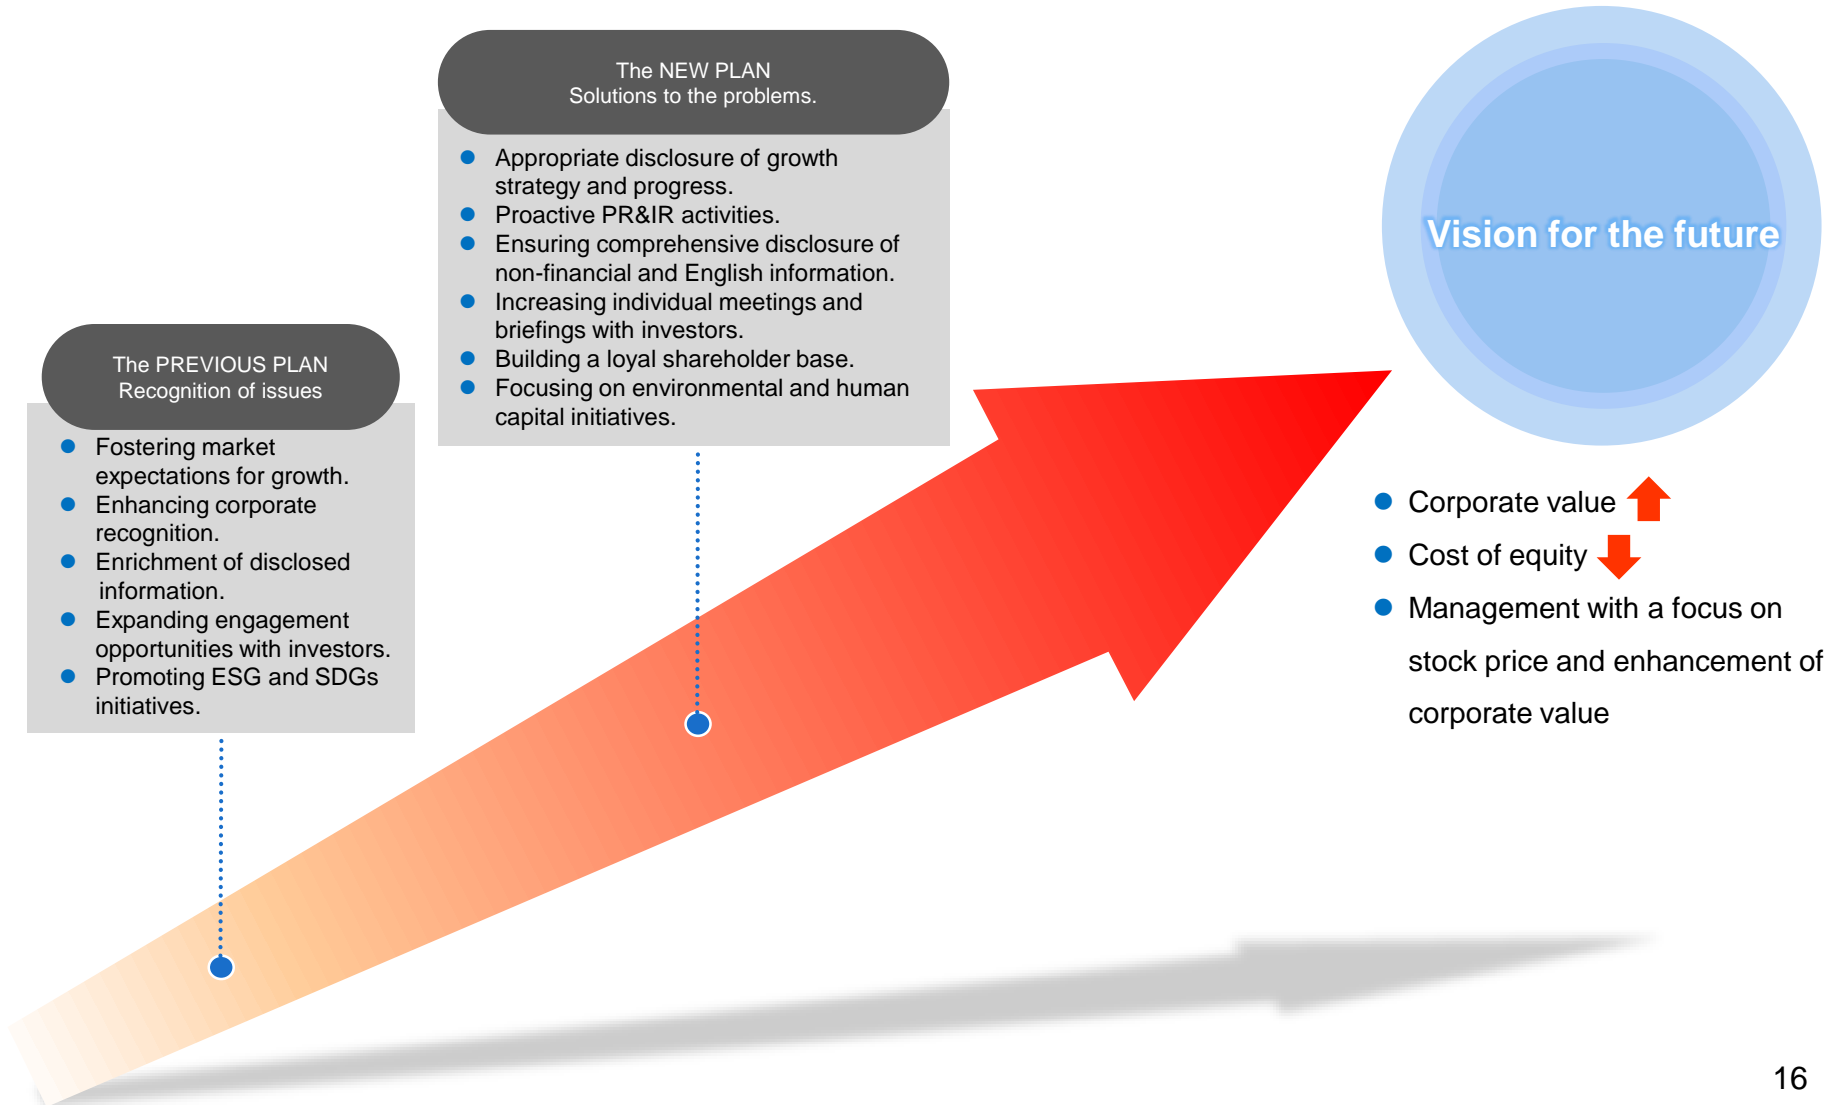 The NEW PLAN
Solutions to the problems.
● Appropriate disclosure of growth
strategy and progress.
● Proactive PR&IR activities.
● Ensuring comprehensive disclosure of
non-financial and English information.
● Increasing individual meetings and
briefings with investors.
● Building a loyal shareholder base.
● Focusing on environmental and human
capital initiatives.
The PREVIOUS PLAN
Recognition of issues
● Fostering market
expectations for growth.
● Enhancing corporate
recognition.
● Enrichment of disclosed
information.
● Expanding engagement
opportunities with investors.
● Promoting ESG and SDGs
initiatives.
Vision for the future
● Corporate value
● Cost of equity
● Management with a focus on
stock price and enhancement of
corporate value
16